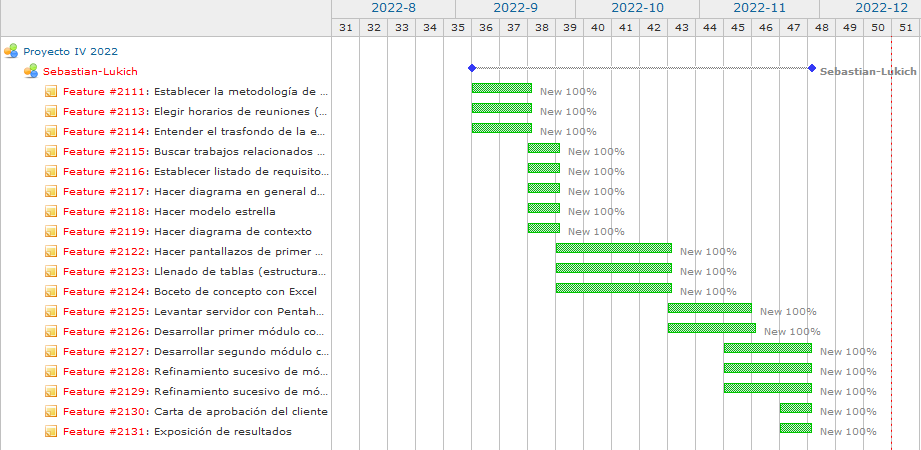 2022-8 2022-9 2022-10 2022-11 2022-12
31 32 33 34 35 36 37 38 39 40 41 42 43 44 45 46 47 48 49 50 51
Proyecto IV 2022
Sebastian-Lukich Sebastian-Lukich
Feature #2111: Establecer la metodología de ... New 100%
Feature #2113: Elegir horarios de reuniones (... New 100%
Feature #2114: Entender el trasfondo de la e... New 100%
Feature #2115: Buscar trabajos relacionados ... New 100%
Feature #2116: Establecer listado de requisito... New 100%
Feature #2117: Hacer diagrama en general d... New 100%
Feature #2118: Hacer modelo estrella New 100%
Feature #2119: Hacer diagrama de contexto New 100%
Feature #2122: Hacer pantallazos de primer ... New 100%
Feature #2123: Llenado de tablas (estructura... New 100%
Feature #2124: Boceto de concepto con Excel New 100%
Feature #2125: Levantar servidor con Pentah... New 100%
Feature #2126: Desarrollar primer módulo co... New 100%
Feature #2127: Desarrollar segundo módulo c... New 100%
Feature #2128: Refinamiento sucesivo de mó... New 100%
Feature #2129: Refinamiento sucesivo de mó... New 100%
Feature #2130: Carta de aprobación del cliente New 100%
Feature #2131: Exposición de resultados New 100%